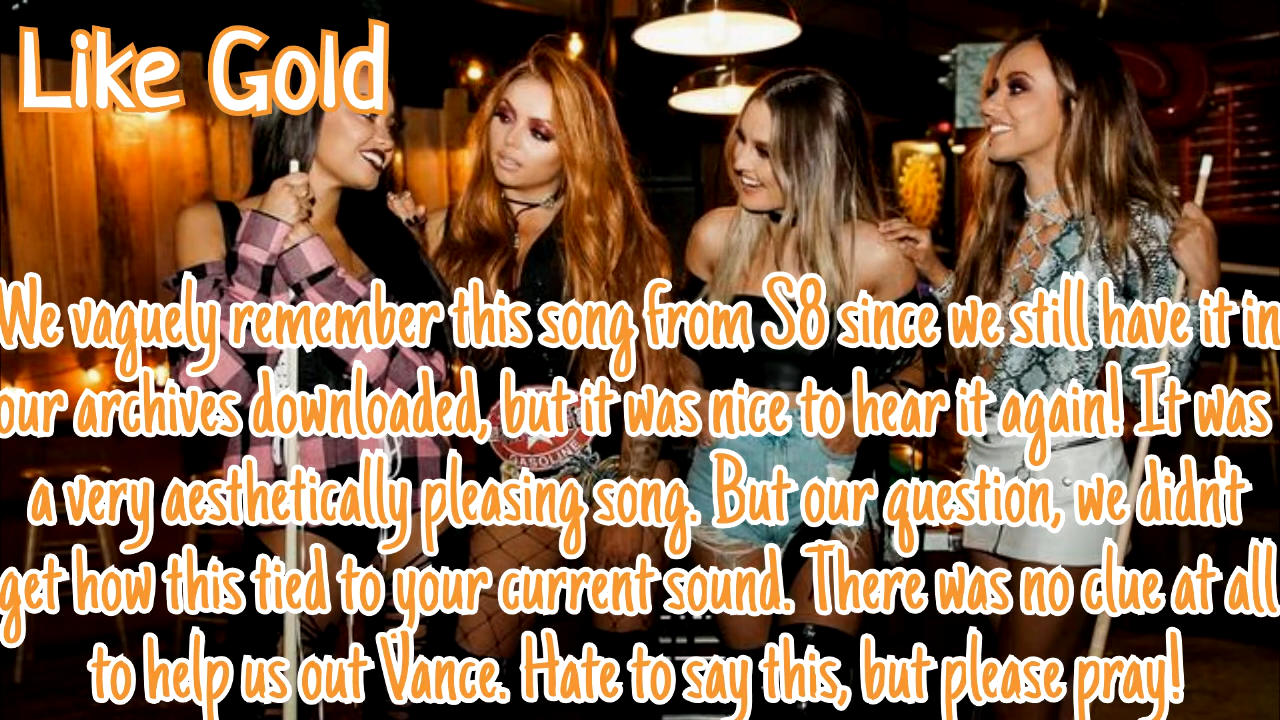 Like Gold
We vaguely remember this song from S8 since we still have it in
our archives downloaded, but it was nice to hear it again! It was
a very aesthetically pleasing song. But our question, we didn't
get how this tied to your current sound. There was no clue at all
to help us out Vance. Hate to say this, but please pray!
GASOLINE